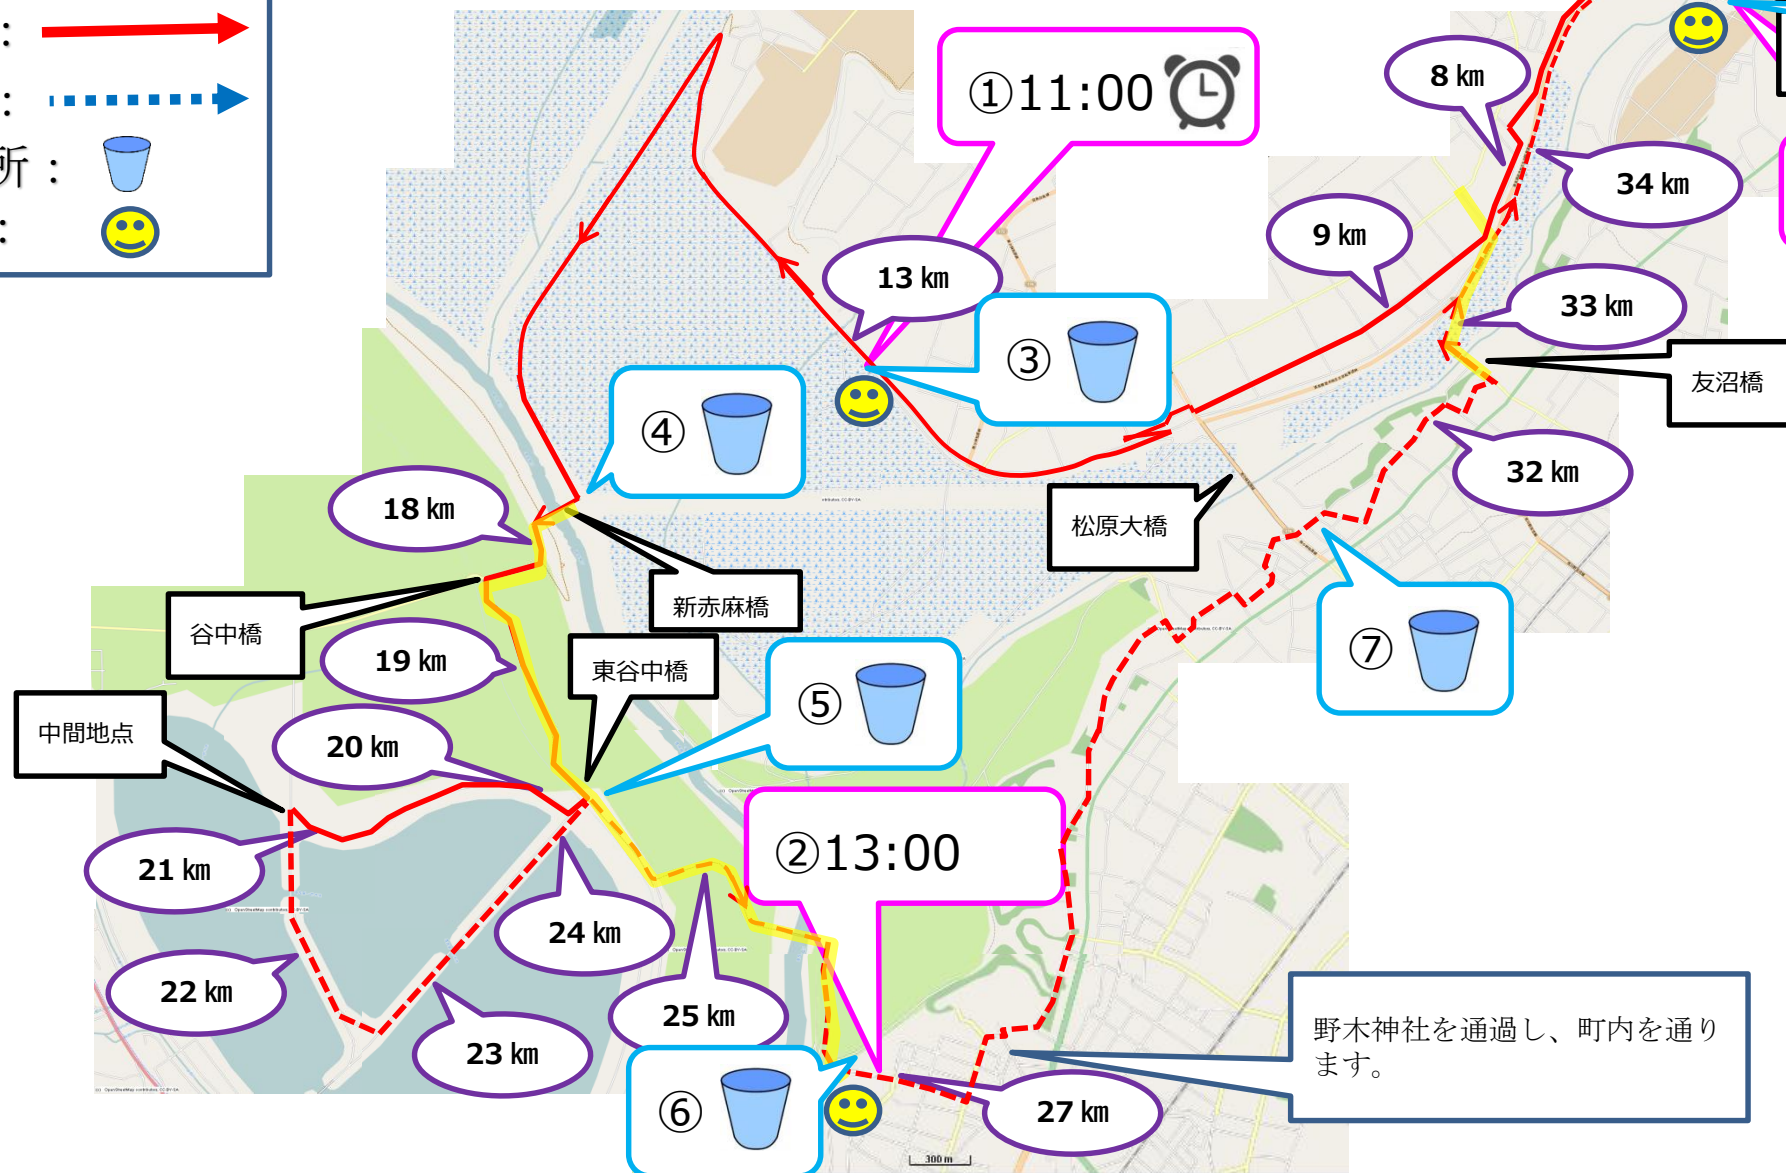 ：
：
所：
：
①11:00
8 km
34 km
9 km
13 km
33 km
③
友沼橋
④
32 km
18 km
松原大橋
新赤麻橋
谷中橋
⑦
19 km
東谷中橋
⑤
中間地点
20 km
②13:00
21 km
24 km
22 km
25 km
23 km
野木神社を通過し、町内を通り
ます。
⑥
27 km
300 m